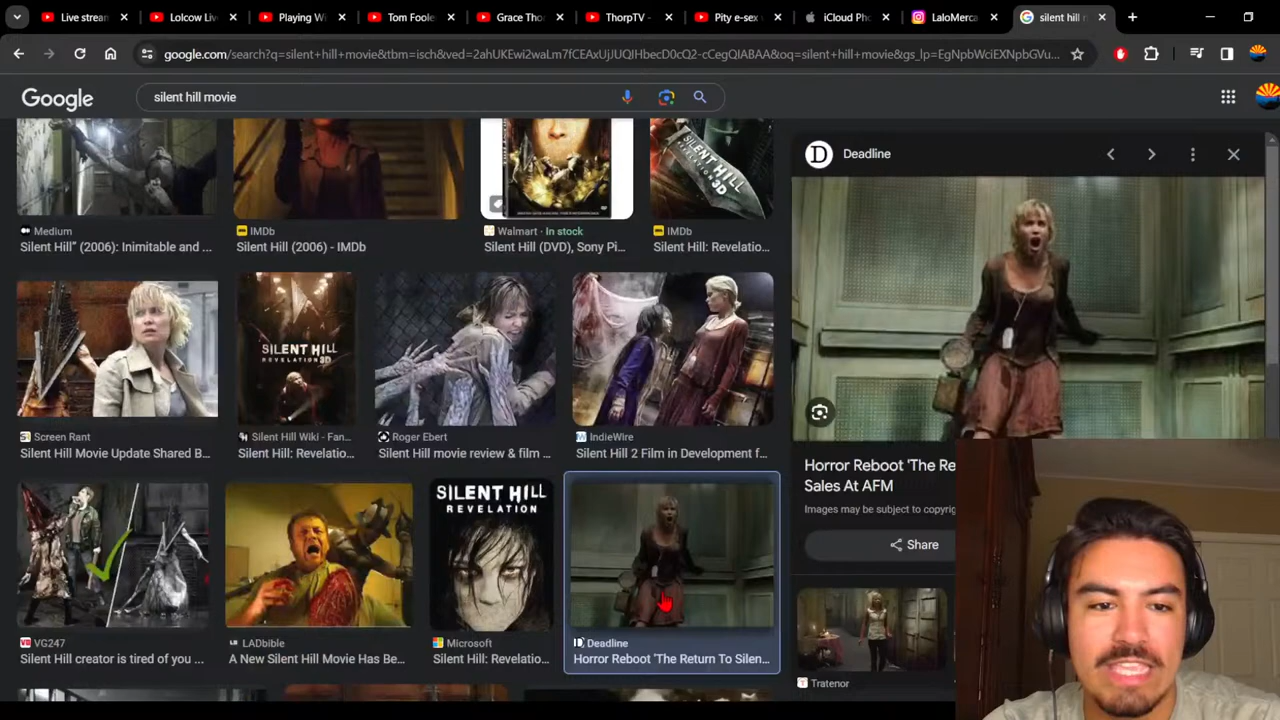 Live stream
Lolcow Liv
Playing Wi
Tom Foole
Grace Tho
ThorpTV -
Pity e-sex
iCloud Pho
LaloMerca
silent hill m
google.com/search?q=silent+hill+movie&tbm=isch&ved=2ahUKEwi2waLm7fCEAxUjJUQIHbecD0cQ2-cCegQIABAA&oq=silent+hill+movie&gs_lp=EgNpbWciEXNpbGVu...
Google
silent hill movie
D Deadline
SILENT HILL
REVELATION 3D
Medium
Silent Hill" (2006): Inimitable and ...
IMDb
Silent Hill (2006) - IMDb
Walmart · In stock
Silent Hill (DVD), Sony Pi...
IMDb
Silent Hill: Revelatio...
SILENT HILL
REVELATION 3D
Screen Rant
Silent Hill Movie Update Shared B...
Silent Hill Wiki - Fan...
Silent Hill: Revelatio...
Roger Ebert
Silent Hill movie review & film ...
IndieWire
Silent Hill 2 Film in Development f...
Horror Reboot 'The Re
Sales At AFM
Images may be subject to copyrig
Share
SILENT HILL
REVELATION
VG247
Silent Hill creator is tired of you ...
LADbible
A New Silent Hill Movie Has Be...
Microsoft
Silent Hill: Revelatio...
Deadline
Horror Reboot 'The Return To Silen...
Tratenor